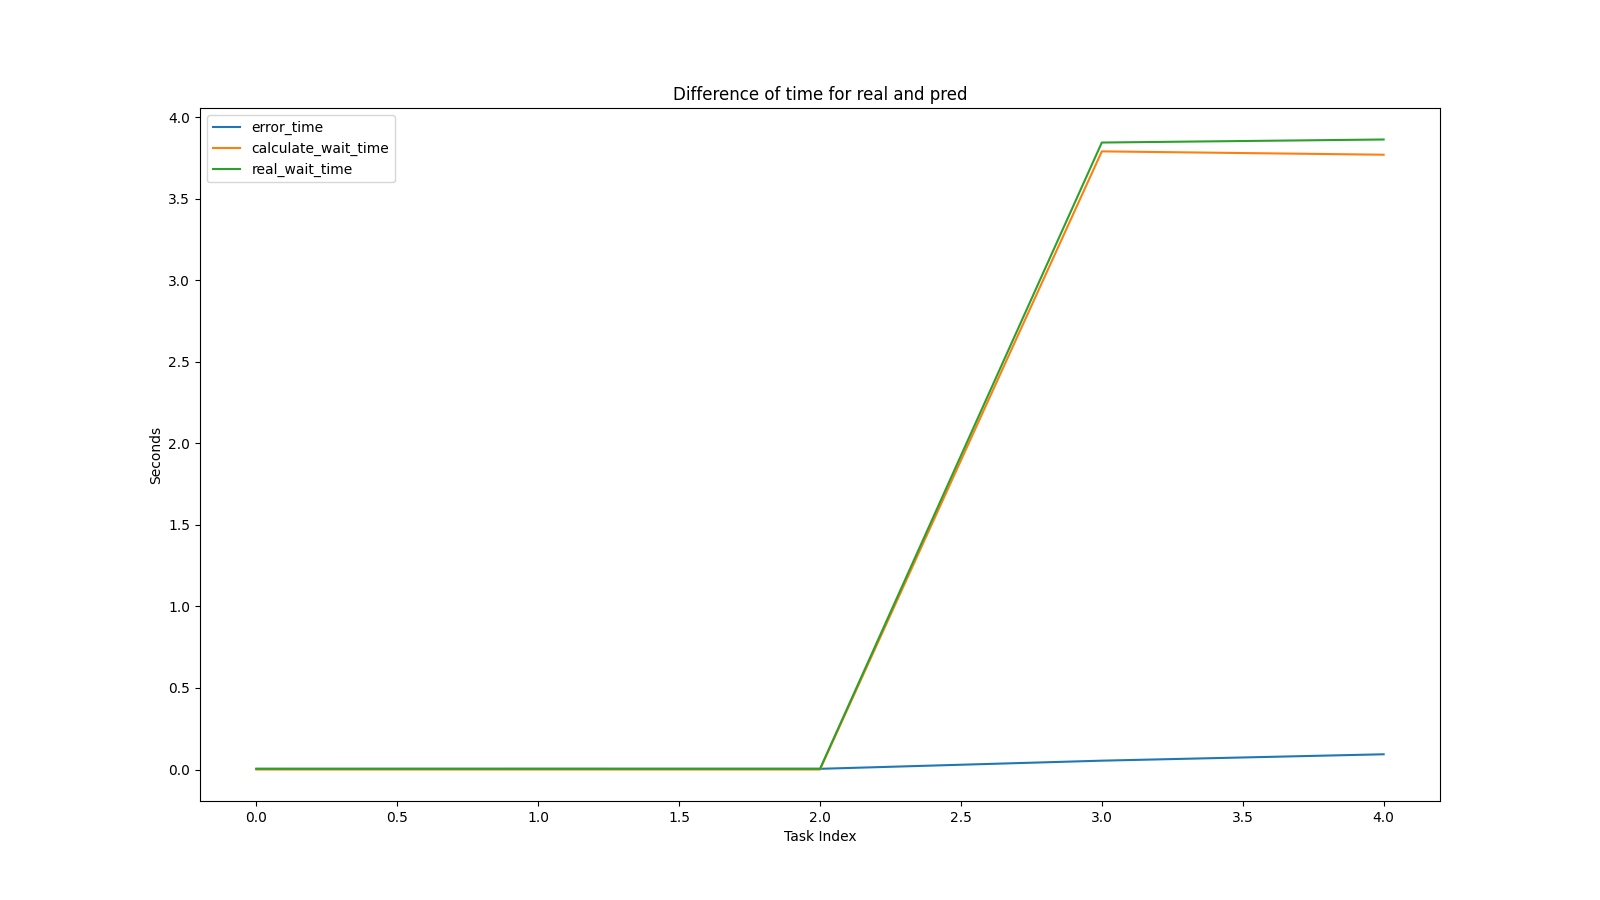 Difference of time for real and pred
error_time
calculate_wait_time
real_wait_time
4.0
3.5
3.0
2.5
2.0
1.5
1.0
0.5
0.0
Seconds
0.0 0.5 1.0 1.5 2.0 2.5 3.0 3.5 4.0
Task Index